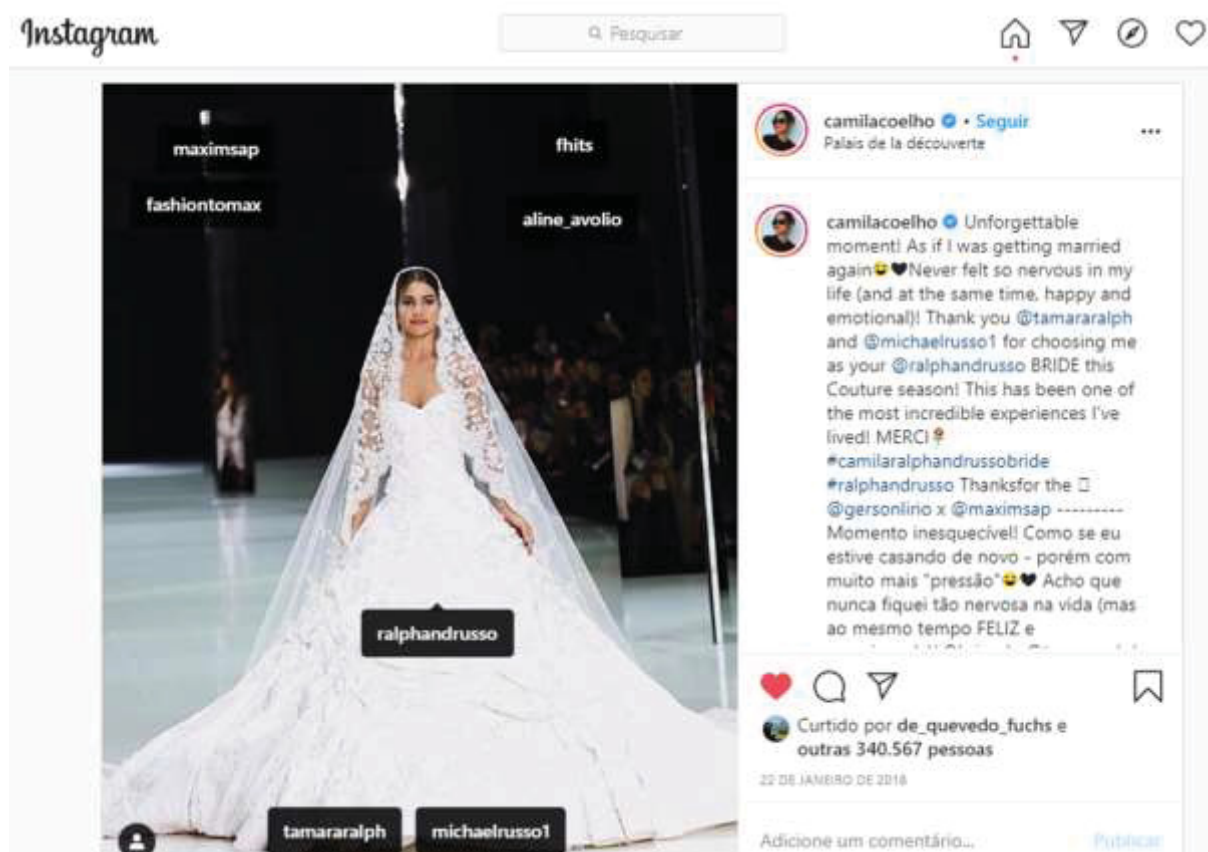 Instagram
Pesquisar
maximsap
fhits
fashiontomax
aline_avolio
ralphandrusso
tamararalph
michaelrusso1
camilacoelho • Seguir
Palais de la découverte
camilacoelho Unforgettable
moment! As if I was getting married
again😅🖤Never felt so nervous in my
life (and at the same time, happy and
emotional)! Thank you @tamararalph
and @michaelrusso1 for choosing me
as your @ralphandrusso BRIDE this
Couture season! This has been one of
the most incredible experiences I've
lived! MERCI🌹
#camilaralphandrussobride
#ralphandrusso Thanksfor the
@gersonlirio x @maximsap ---------
Momento inesquecível! Como se eu
estive casando de novo - porém com
muito mais "pressão"😅🖤 Acho que
nunca fiquei tão nervosa na vida (mas
ao mesmo tempo FELIZ e
Curtido por de_quevedo_fuchs e
outras 340.567 pessoas
22 DE JANEIRO DE 2018
Adicione um comentário...
Publicar